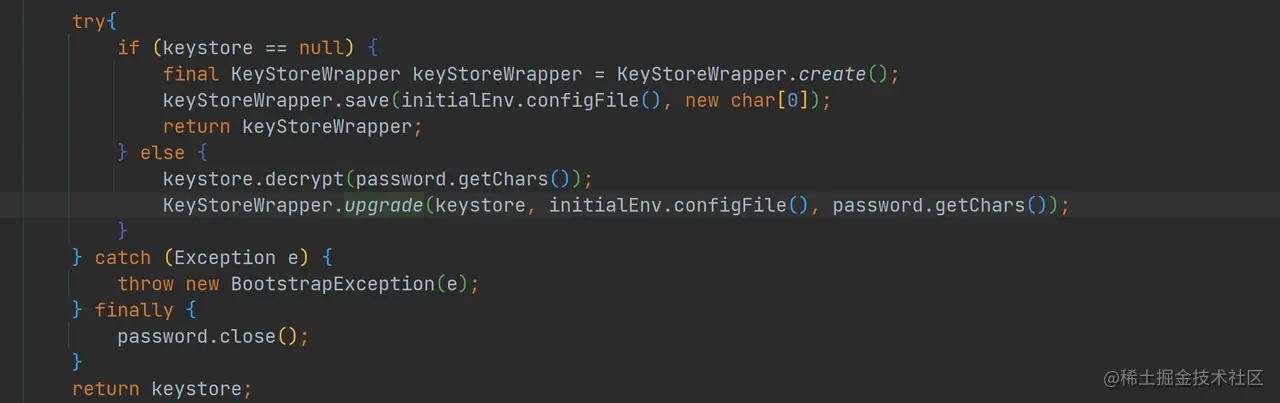 try{
if (keystore == null) {
final KeyStoreWrapper keyStoreWrapper = KeyStoreWrapper.create();
keyStoreWrapper.save(initialEnv.configFile(), new char[0]);
return keyStoreWrapper;
} else {
keystore.decrypt(password.getChars());
KeyStoreWrapper.upgrade(keystore, initialEnv.configFile(), password.getChars());
}
} catch (Exception e) {
throw new BootstrapException(e);
} finally {
password.close();
}
return keystore;
@稀土掘金技术社区